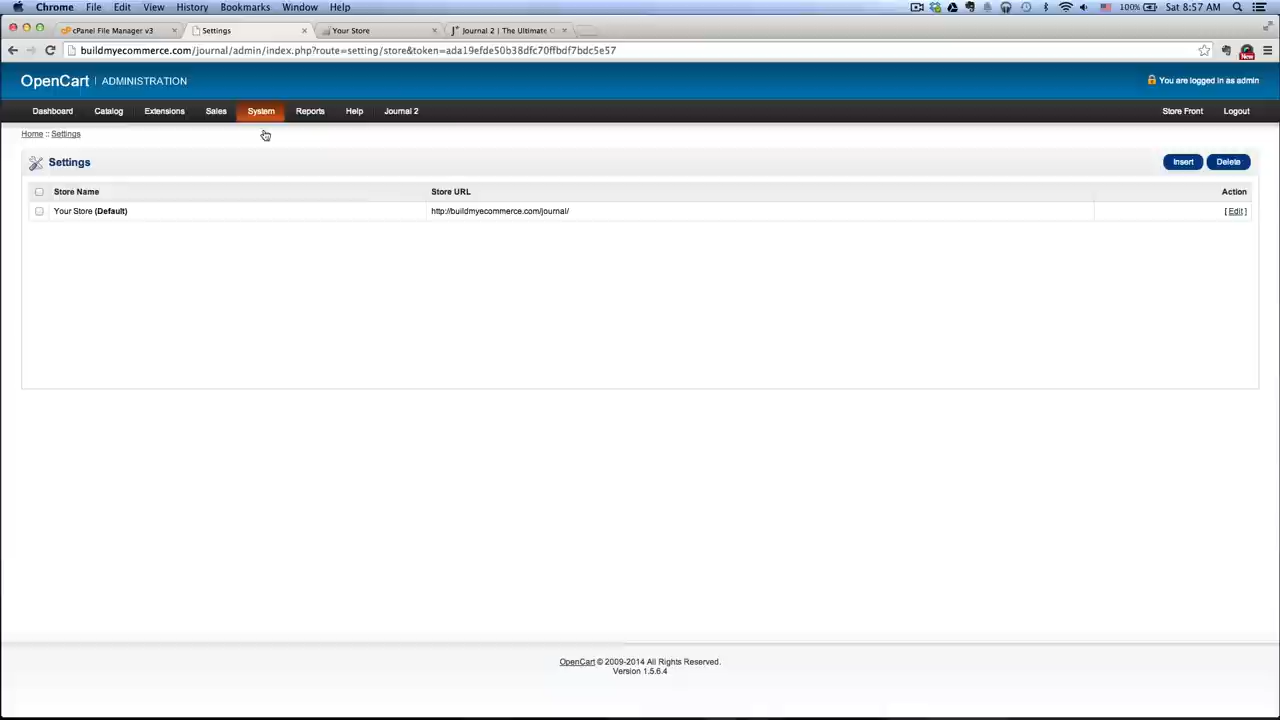 Chrome File Edit View History Bookmarks Window Help 100% Sat 8:57 AM
cPanel File Manager v3 Settings Your Store Journal 2 | The Ultimate O
buildmyecommerce.com/journal/admin/index.php?route=setting/store&token=ada19efde50b38dfc70ffbdf7bdc5e57 New
OpenCart | ADMINISTRATION You are logged in as admin
Dashboard Catalog Extensions Sales System Reports Help Journal 2 Store Front Logout
Home :: Settings
Settings Insert Delete
Store Name Store URL Action
Your Store (Default) http://buildmyecommerce.com/journal/ [ Edit ]
OpenCart © 2009-2014 All Rights Reserved.
Version 1.5.6.4